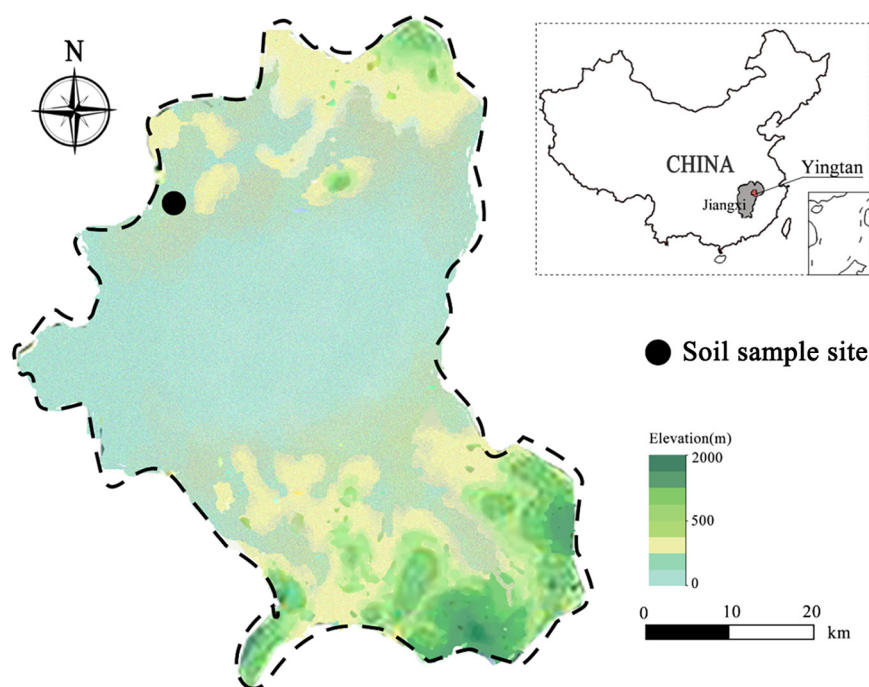 N
CHINA
Yingtan
Jiangxi
Soil sample site
Elevation(m)
2000
500
0
0 10 20
km